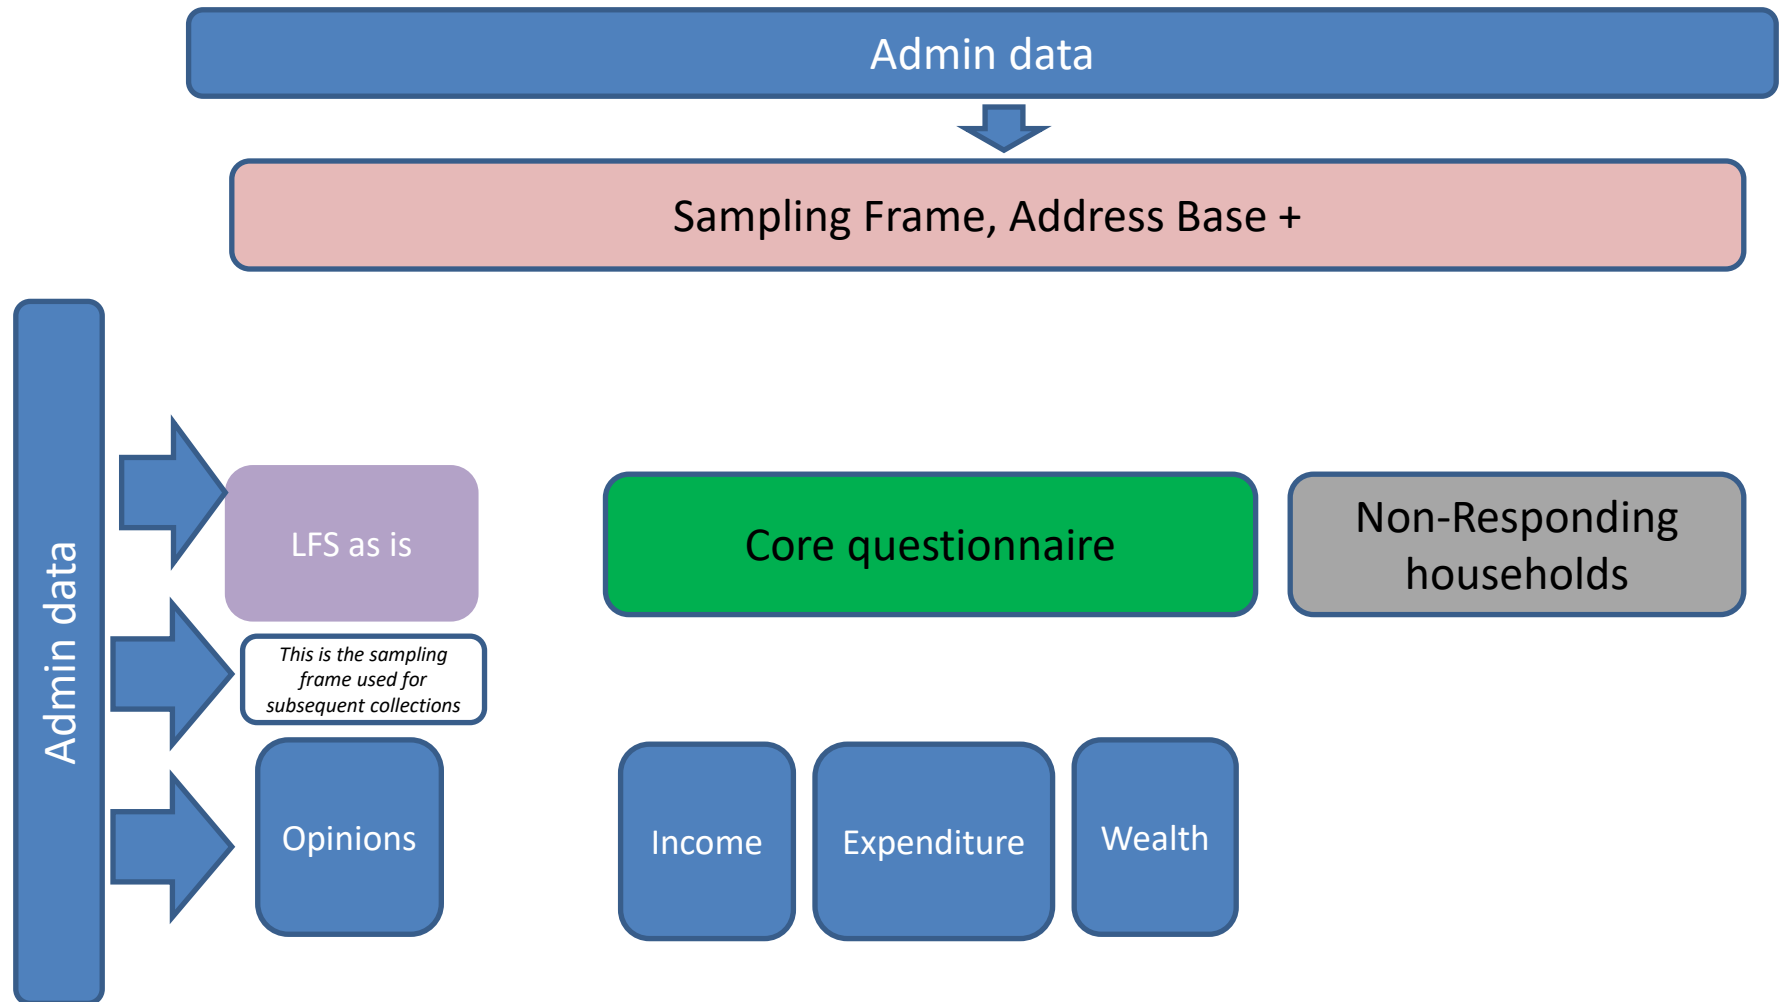 Admin data
Sampling Frame, Address Base +
Admin data
LFS as is
Core questionnaire
Non-Responding
households
This is the sampling
frame used for
subsequent collections
Opinions
Income
Expenditure
Wealth